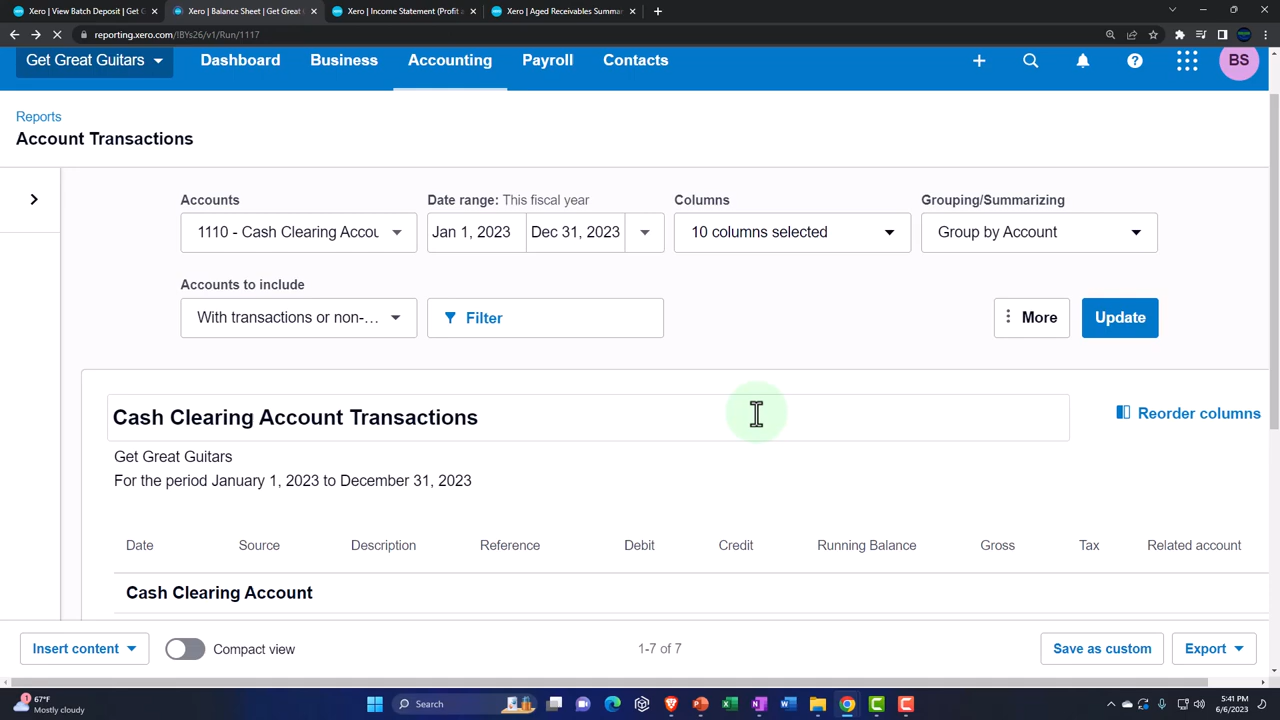 Xero | View Batch Deposit | Get G
Xero | Balance Sheet | Get Great G
Xero | Income Statement (Profit a
Xero | Aged Receivables Summar
reporting.xero.com/!BYs26/v1/Run/1117
Get Great Guitars
Dashboard
Business
Accounting
Payroll
Contacts
BS
Reports
Account Transactions
Accounts
Date range: This fiscal year
Columns
Grouping/Summarizing
1110 - Cash Clearing Accou
Jan 1, 2023
Dec 31, 2023
10 columns selected
Group by Account
Accounts to include
With transactions or non-...
Filter
More
Update
Cash Clearing Account Transactions
Reorder columns
Get Great Guitars
For the period January 1, 2023 to December 31, 2023
Date
Source
Description
Reference
Debit
Credit
Running Balance
Gross
Tax
Related account
Cash Clearing Account
Insert content
Compact view
1-7 of 7
Save as custom
Export
67°F
Mostly cloudy
Search
5:41 PM
6/6/2023